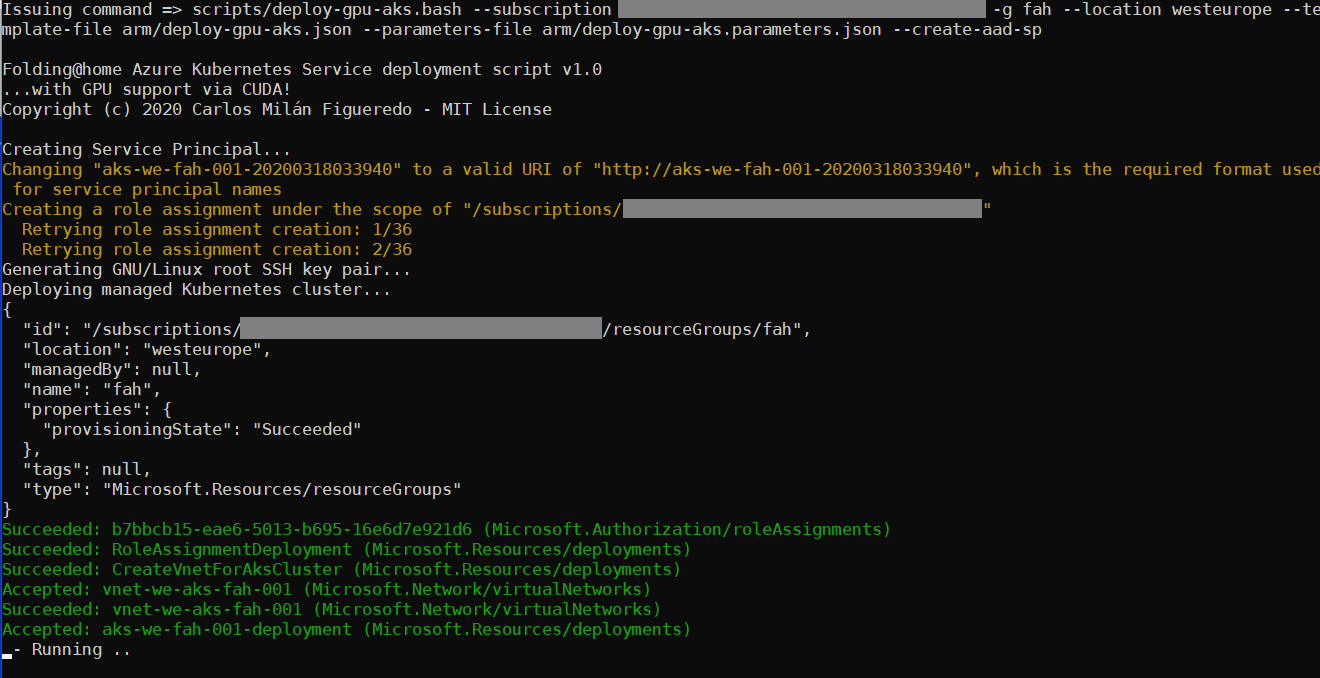 Issuing command => scripts/deploy-gpu-aks.bash --subscription -g fah --location westeurope --te
mplate-file arm/deploy-gpu-aks.json --parameters-file arm/deploy-gpu-aks.parameters.json --create-aad-sp
Folding@home Azure Kubernetes Service deployment script v1.0
...with GPU support via CUDA!
Copyright (c) 2020 Carlos Milán Figueredo - MIT License
Creating Service Principal...
Changing "aks-we-fah-001-20200318033940" to a valid URI of "http://aks-we-fah-001-20200318033940", which is the required format used
 for service principal names
Creating a role assignment under the scope of "/subscriptions/"
  Retrying role assignment creation: 1/36
  Retrying role assignment creation: 2/36
Generating GNU/Linux root SSH key pair...
Deploying managed Kubernetes cluster...
{
  "id": "/subscriptions//resourceGroups/fah",
  "location": "westeurope",
  "managedBy": null,
  "name": "fah",
  "properties": {
    "provisioningState": "Succeeded"
  },
  "tags": null,
  "type": "Microsoft.Resources/resourceGroups"
}
Succeeded: b7bbcb15-eae6-5013-b695-16e6d7e921d6 (Microsoft.Authorization/roleAssignments)
Succeeded: RoleAssignmentDeployment (Microsoft.Resources/deployments)
Succeeded: CreateVnetForAksCluster (Microsoft.Resources/deployments)
Accepted: vnet-we-aks-fah-001 (Microsoft.Network/virtualNetworks)
Succeeded: vnet-we-aks-fah-001 (Microsoft.Network/virtualNetworks)
Accepted: aks-we-fah-001-deployment (Microsoft.Resources/deployments)
 - Running ..